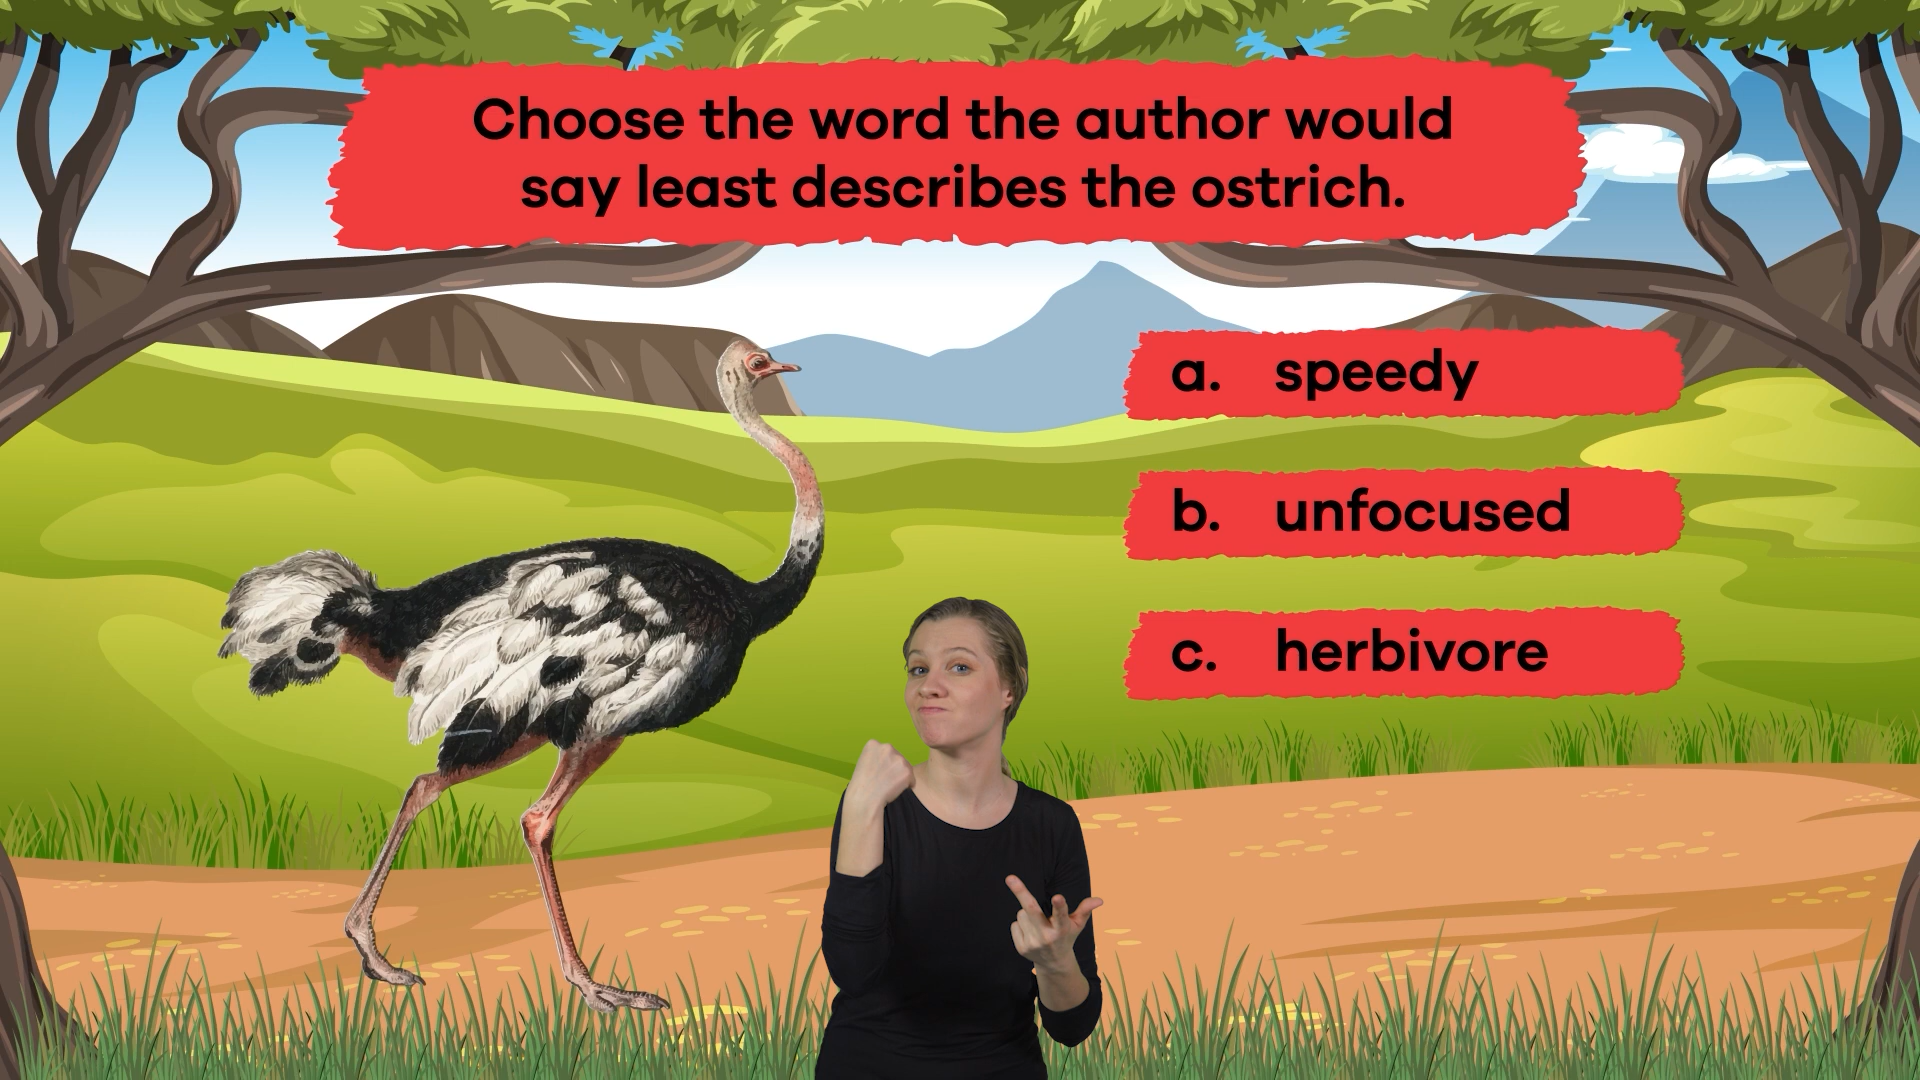 Choose the word the author would
say least describes the ostrich.
a. speedy
b. unfocused
c. herbivore